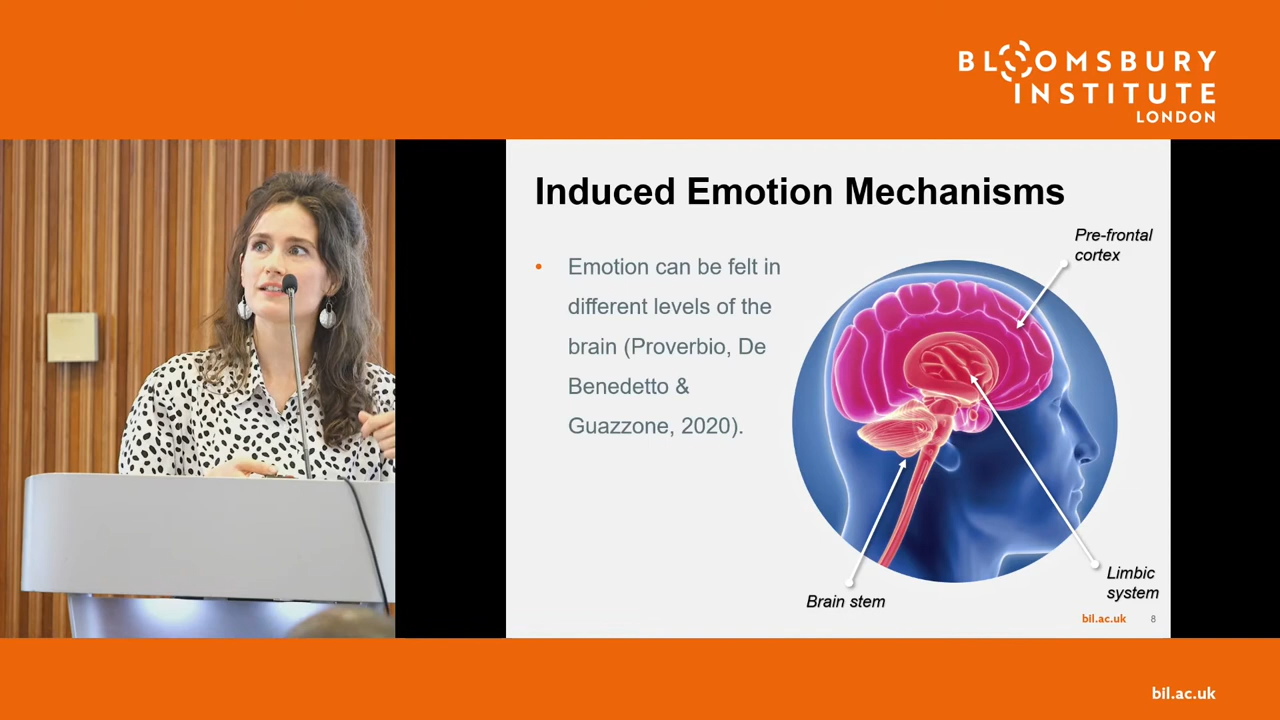 BLOOMSBURY
INSTITUTE
LONDON
Induced Emotion Mechanisms
Pre-frontal
cortex
• Emotion can be felt in
different levels of the
brain (Proverbio, De
Benedetto &
Guazzone, 2020).
Limbic
system
Brain stem
bil.ac.uk 8
bil.ac.uk